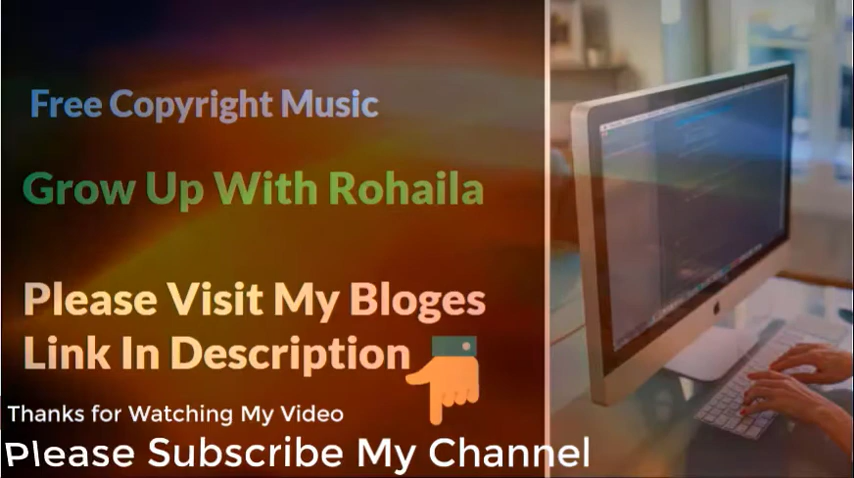 Free Copyright Music
Grow Up With Rohaila
Please Visit My Bloges
Link In Description
Thanks for Watching My Video
Please Subscribe My Channel